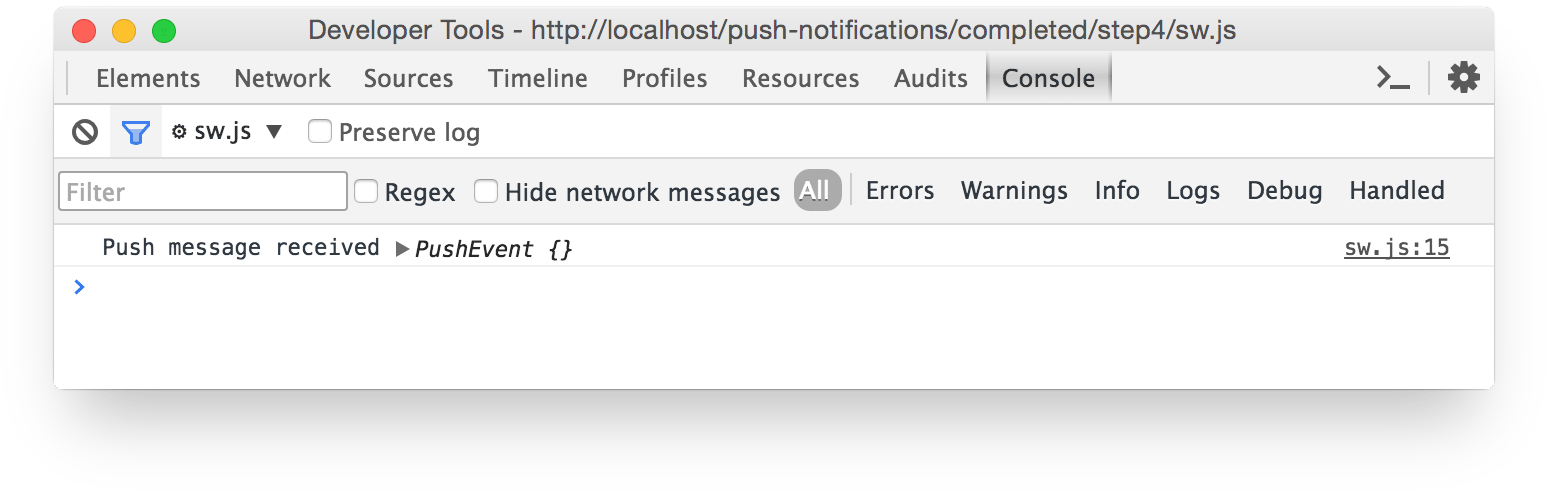 Developer Tools - http://localhost/push-notifications/completed/step4/sw.js
Elements Network Sources Timeline Profiles Resources Audits Console
sw.js ▼ Preserve log
Filter Regex Hide network messages All Errors Warnings Info Logs Debug Handled
Push message received ▶PushEvent {} sw.js:15
>